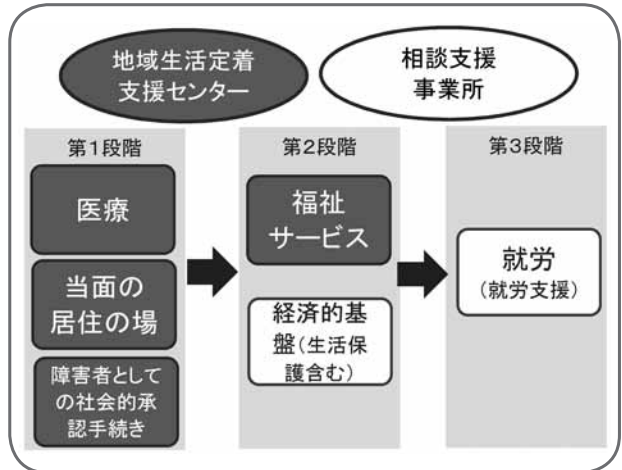 地域生活定着
支援センター
相談支援
事業所
第1段階
医療
当面の
居住の場
障害者として
の社会的承
認手続き
第2段階
福祉
サービス
経済的基
盤(生活保
護含む)
第3段階
就労
(就労支援)